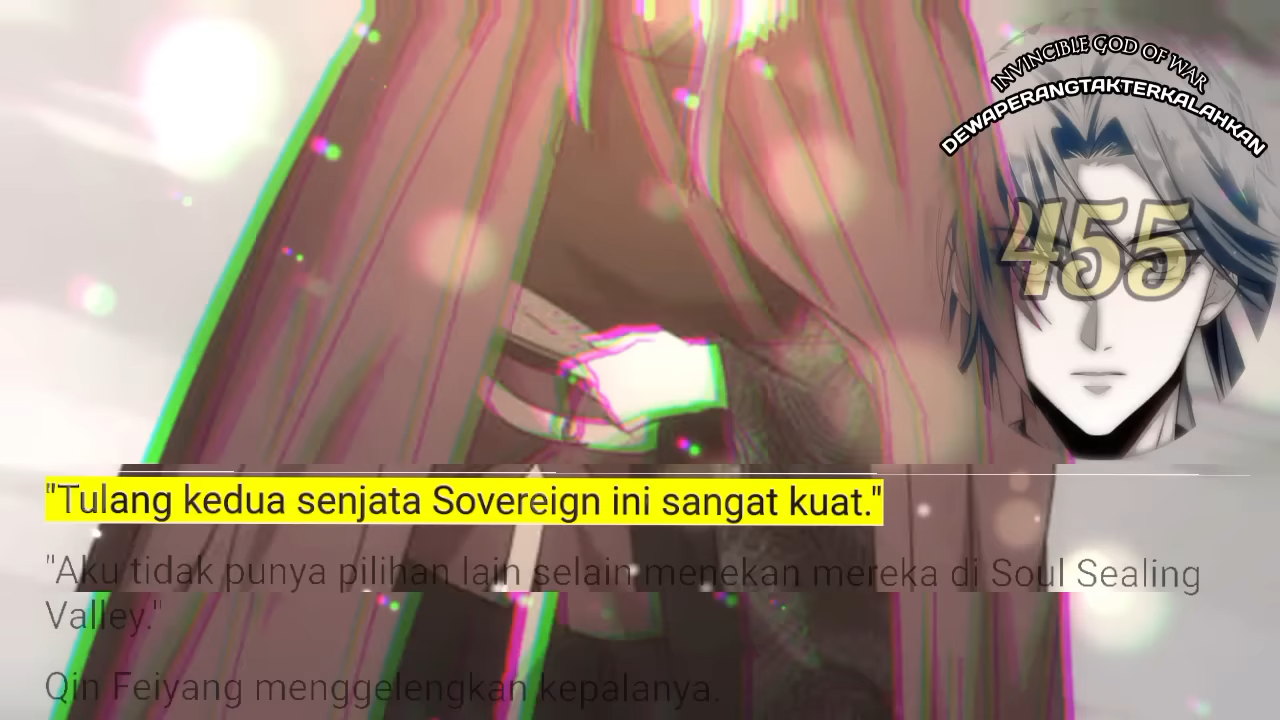 INVINCIBLE GOD OF WAR
DEWAPERANGTAKTERKALAHKAN
455
"Tulang kedua senjata Sovereign ini sangat kuat."
"Aku tidak punya pilihan lain selain menekan mereka di Soul Sealing
Valley."
Qin Feiyang menggelengkan kepalanya.